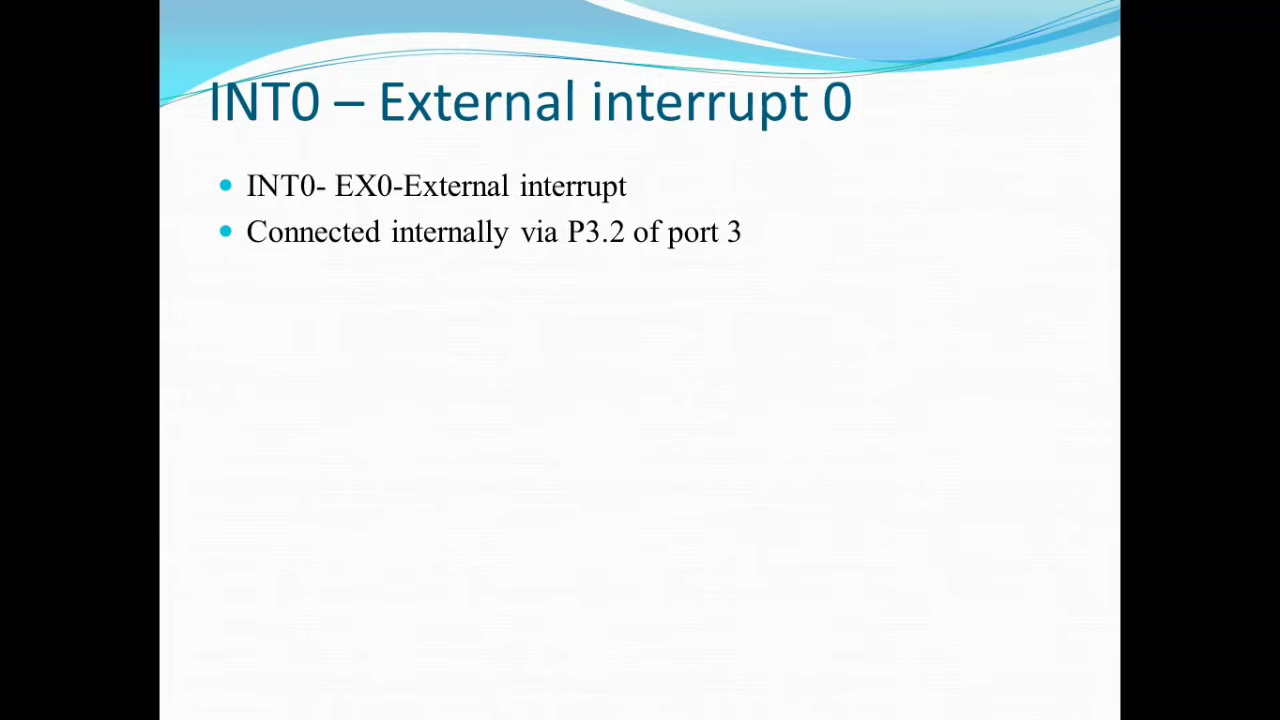 INT0 – External interrupt 0
INT0- EX0-External interrupt
Connected internally via P3.2 of port 3